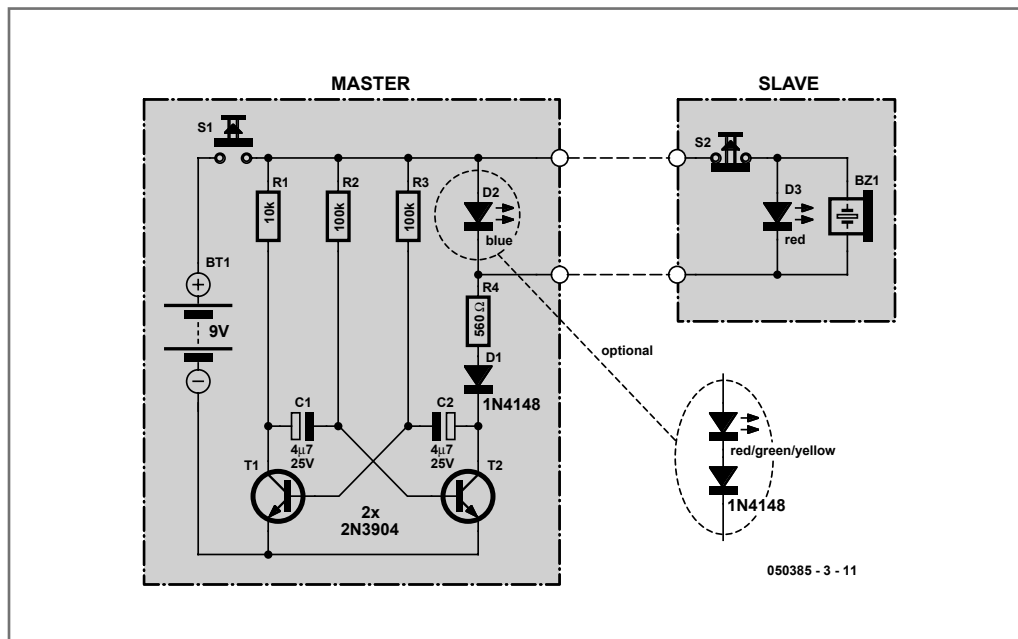 MASTER
SLAVE
S1
S2
R1
R2
R3
D2
D3
BZ1
10k
100k
100k
blue
red
BT1
R4
+
9V
560 Ω
optional
D1
−
1N4148
C1
C2
4µ7
25V
4µ7
25V
red/green/yellow
T1
T2
1N4148
2x
2N3904
050385 - 3 - 11